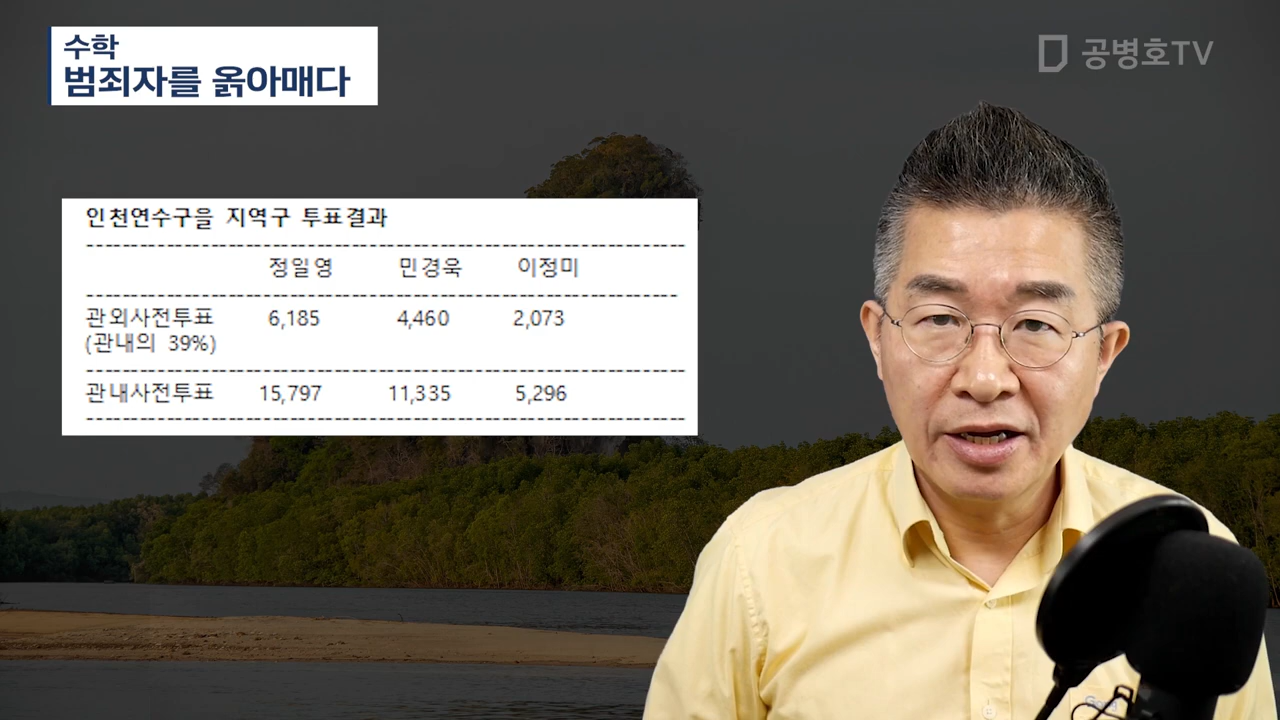 수학
범죄자를 옭아매다
공병호TV
인천연수구을 지역구 투표결과
정일영 민경욱 이정미
관외사전투표 6,185 4,460 2,073
(관내의 39%)
관내사전투표 15,797 11,335 5,296